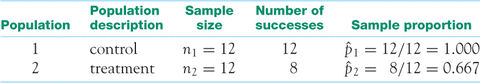 Population Population description Sample size Number of successes Sample proportion
1 control n₁ = 12 12 p̂₁ = 12/12 = 1.000
2 treatment n₂ = 12 8 p̂₂ = 8/12 = 0.667